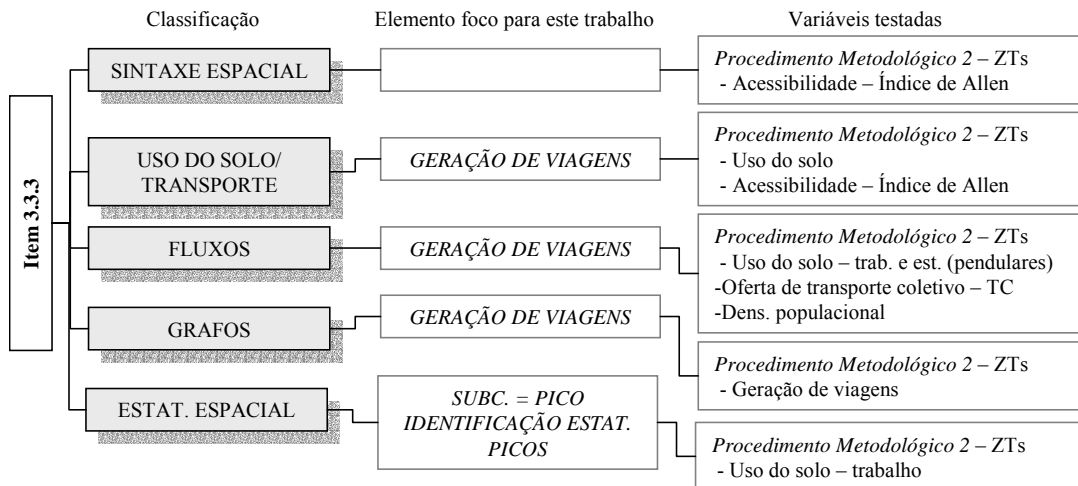 Classificação
Elemento foco para este trabalho
Variáveis testadas
Item 3.3.3
SINTAXE ESPACIAL
Procedimento Metodológico 2 – ZTs
- Acessibilidade – Índice de Allen
USO DO SOLO/
TRANSPORTE
GERAÇÃO DE VIAGENS
Procedimento Metodológico 2 – ZTs
- Uso do solo
- Acessibilidade – Índice de Allen
FLUXOS
GERAÇÃO DE VIAGENS
Procedimento Metodológico 2 – ZTs
- Uso do solo – trab. e est. (pendulares)
-Oferta de transporte coletivo – TC
-Dens. populacional
GRAFOS
GERAÇÃO DE VIAGENS
Procedimento Metodológico 2 – ZTs
- Geração de viagens
ESTAT. ESPACIAL
SUBC. = PICO
IDENTIFICAÇÃO ESTAT.
PICOS
Procedimento Metodológico 2 – ZTs
- Uso do solo – trabalho